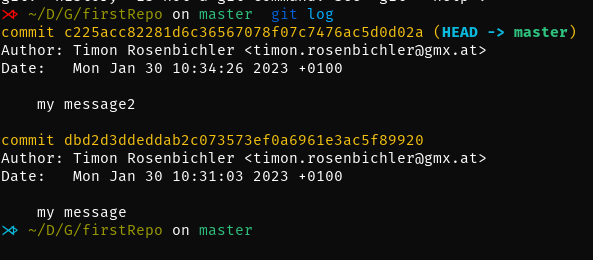 ⋊> ~/D/G/firstRepo on master  git log
commit c225acc82281d6c36567078f07c7476ac5d0d02a (HEAD -> master)
Author: Timon Rosenbichler <timon.rosenbichler@gmx.at>
Date:   Mon Jan 30 10:34:26 2023 +0100
my message2
commit dbd2d3ddeddab2c073573ef0a6961e3ac5f89920
Author: Timon Rosenbichler <timon.rosenbichler@gmx.at>
Date:   Mon Jan 30 10:31:03 2023 +0100
my message
⋊> ~/D/G/firstRepo on master